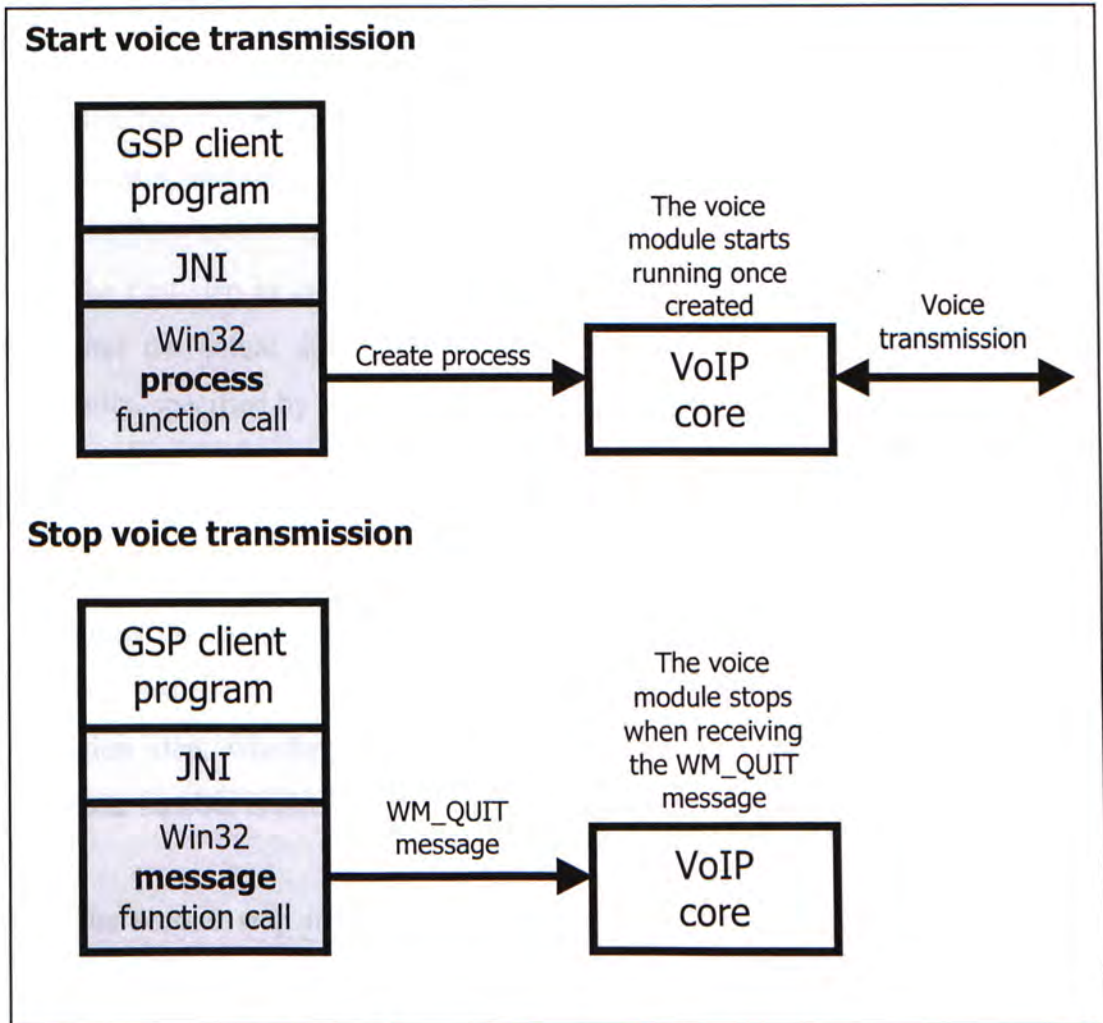 Start voice transmission
GSP client
program
JNI
Win32
process
function call
Create process
The voice
module starts
running once
created
VoIP
core
Voice
transmission
Stop voice transmission
GSP client
program
JNI
Win32
message
function call
WM_QUIT
message
The voice
module stops
when receiving
the WM_QUIT
message
VoIP
core